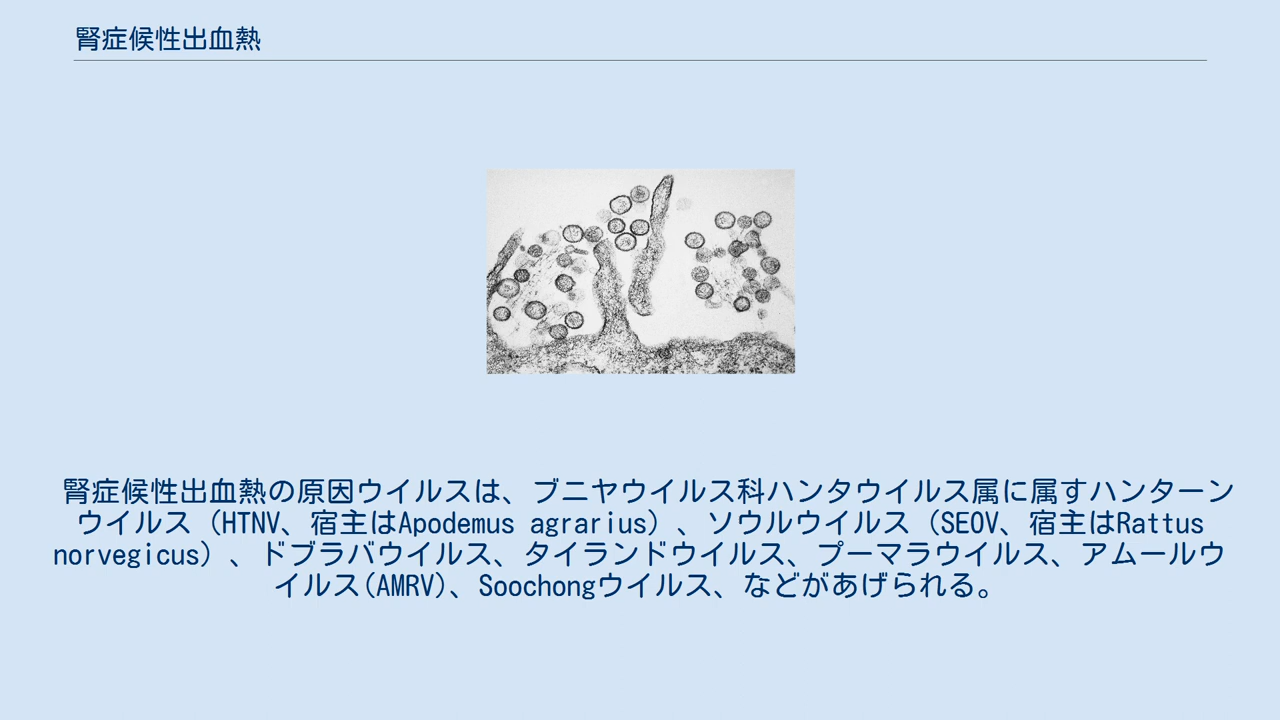 腎症候性出血熱
腎症候性出血熱の原因ウイルスは、ブニヤウイルス科ハンタウイルス属に属すハンターン
ウイルス（HTNV、宿主はApodemus agrarius）、ソウルウイルス（SEOV、宿主はRattus
norvegicus）、ドブラバウイルス、タイランドウイルス、プーマラウイルス、アムールウ
イルス(AMRV)、Soochongウイルス、などがあげられる。